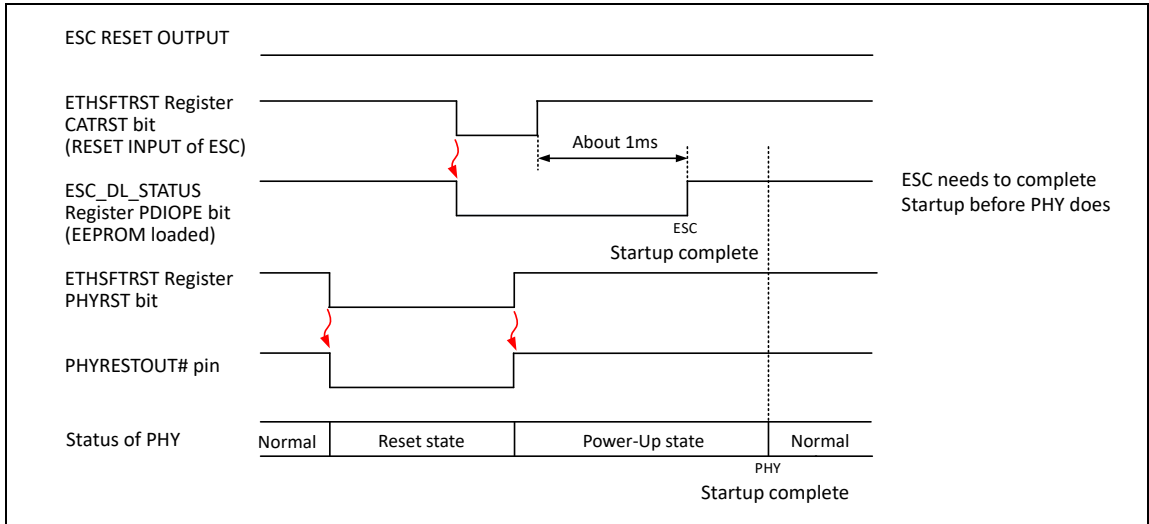 ESC RESET OUTPUT
ETHSFTRST Register
CATRST bit
(RESET INPUT of ESC)
About 1ms
ESC_DL_STATUS
Register PDIOPE bit
(EEPROM loaded)
ESC
Startup complete
ESC needs to complete
Startup before PHY does
ETHSFTRST Register
PHYRST bit
PHYRESTOUT# pin
Status of PHY
Normal
Reset state
Power-Up state
Normal
PHY
Startup complete